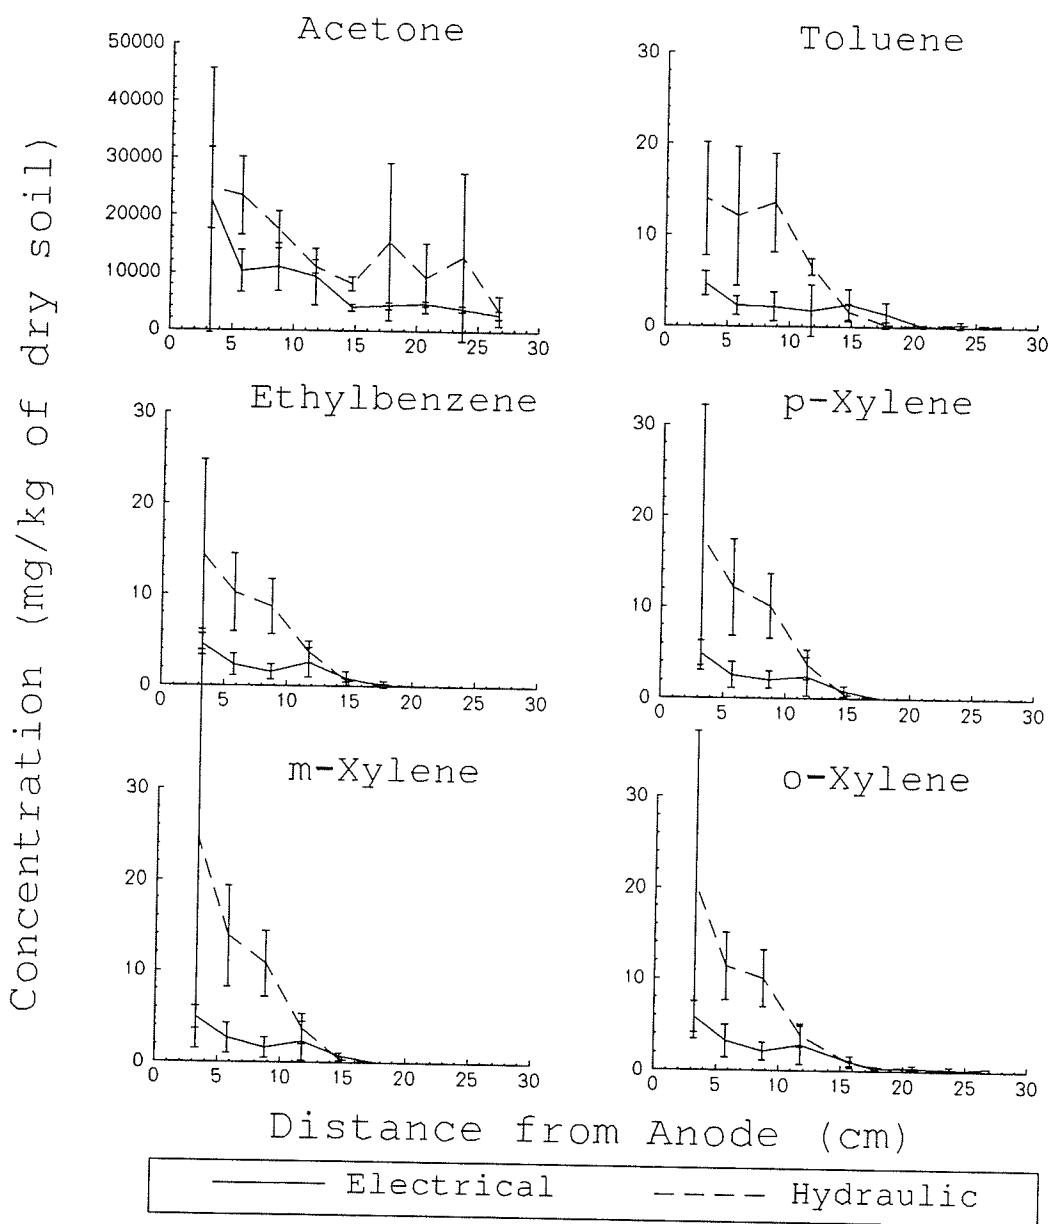 Concentration (mg/kg of dry soil)
Acetone
50000
40000
30000
20000
10000
0
0 5 10 15 20 25 30
Toluene
30
20
10
0
0 5 10 15 20 25 30
Ethylbenzene
30
20
10
0
0 5 10 15 20 25 30
p-Xylene
30
20
10
0
0 5 10 15 20 25 30
m-Xylene
30
20
10
0
0 5 10 15 20 25 30
o-Xylene
30
20
10
0
0 5 10 15 20 25 30
Distance from Anode (cm)
Electrical Hydraulic